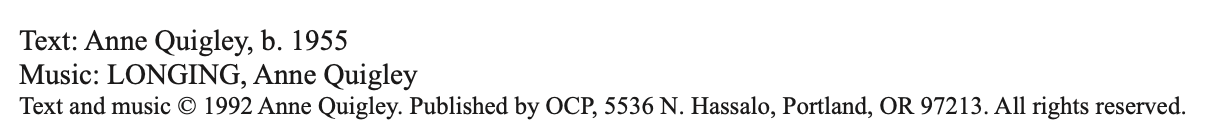 Text: Anne Quigley, b. 1955
Music: LONGING, Anne Quigley
Text and music © 1992 Anne Quigley. Published by OCP, 5536 N. Hassalo, Portland, OR 97213. All rights reserved.